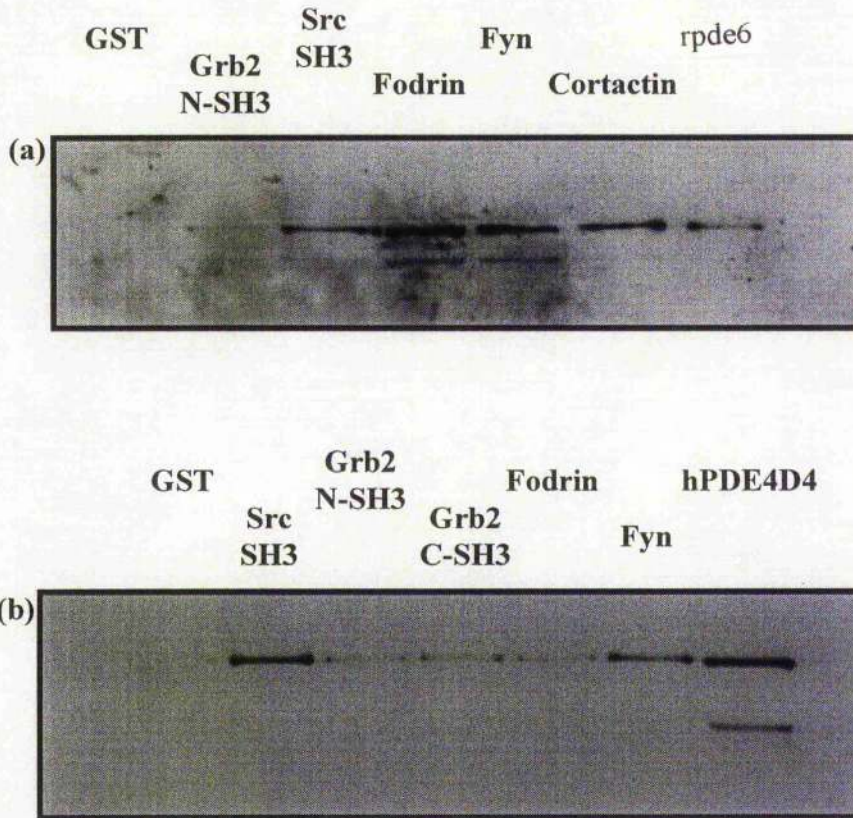 GST
Grb2
N-SH3
Src
SH3
Fodrin
Fyn
Cortactin
rpde6
(a)
GST
Src
SH3
Grb2
N-SH3
Grb2
C-SH3
Fodrin
Fyn
hPDE4D4
(b)